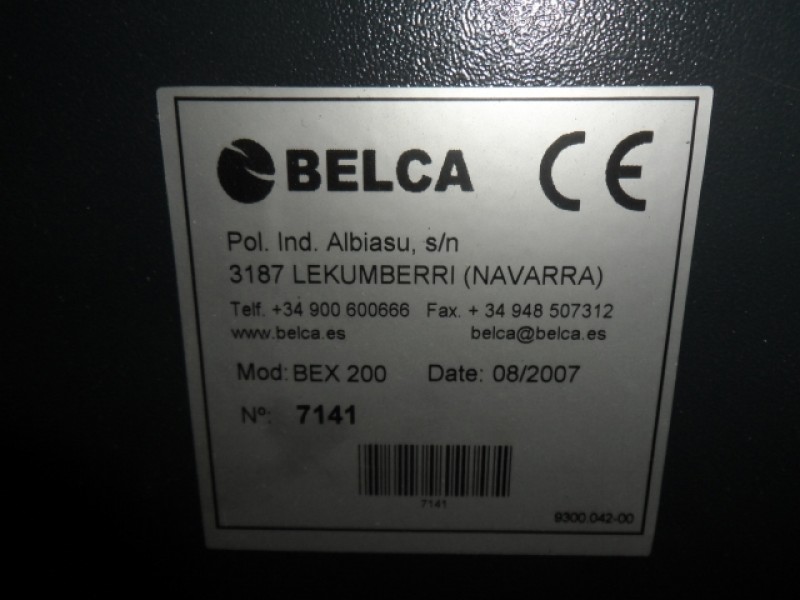 BELCA CE
Pol. Ind. Albiasu, s/n
3187 LEKUMBERRI (NAVARRA)
Telf. +34 900 600666 Fax. + 34 948 507312
www.belca.es belca@belca.es
Mod: BEX 200 Date: 08/2007
Nº: 7141
7141
9300.042-00